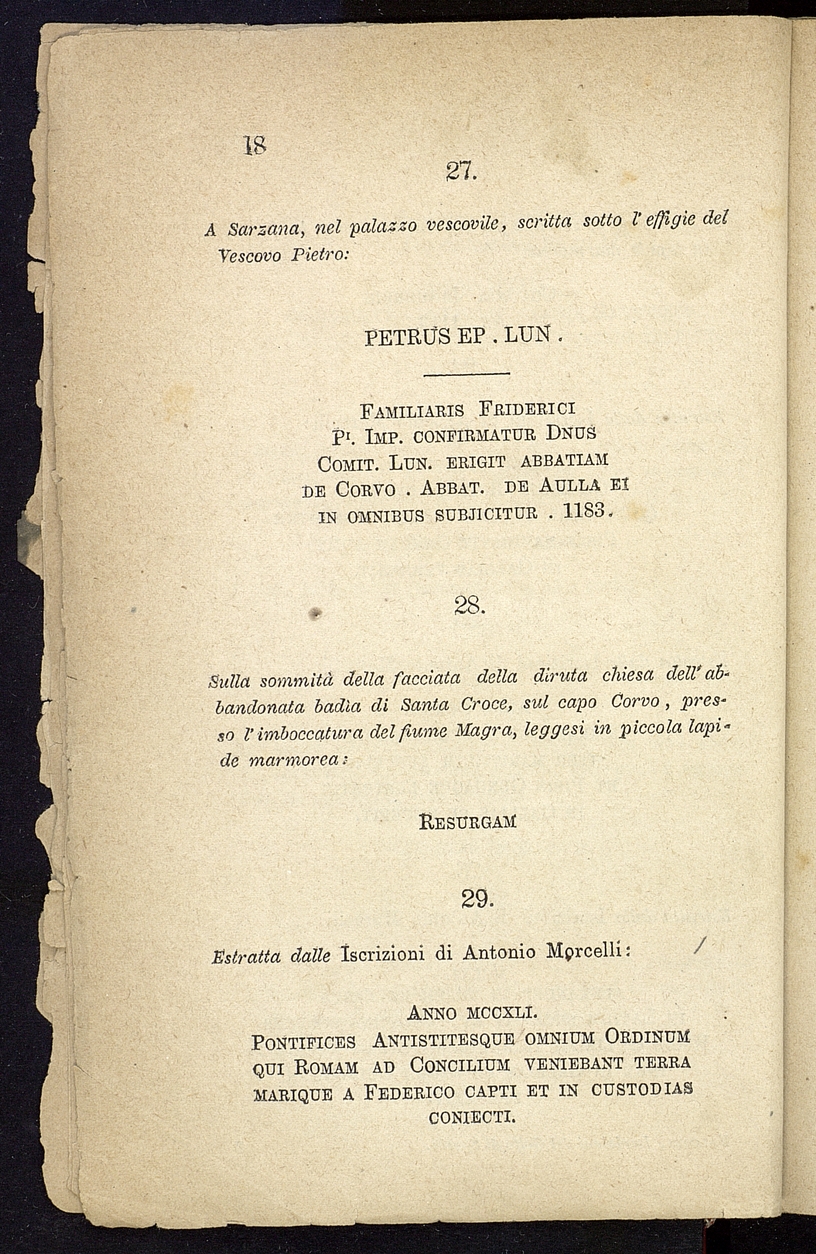 18
27.
A Sarzana, nel palazzo vescovile, scritta sotto l'effigie del
Vescovo Pietro:
PETRUS EP . LUN .
FAMILIARIS FRIDERICI
PI. IMP. CONFIRMATUR DNUS
COMIT. LUN. ERIGIT ABBATIAM
DE CORVO . ABBAT. DE AULLA EI
IN OMNIBUS SUBJICITUR . 1183.
28.
Sulla sommità della facciata della diruta chiesa dell'ab-
bandonata badia di Santa Croce, sul capo Corvo, pres-
so l'imboccatura del fiume Magra, leggesi in piccola lapi-
de marmorea:
RESURGAM
29.
Estratta dalle Iscrizioni di Antonio Morcelli:
ANNO MCCXLI.
PONTIFICES ANTISTITESQUE OMNIUM ORDINUM
QUI ROMAM AD CONCILIUM VENIEBANT TERRA
MARIQUE A FEDERICO CAPTI ET IN CUSTODIAS
CONIECTI.